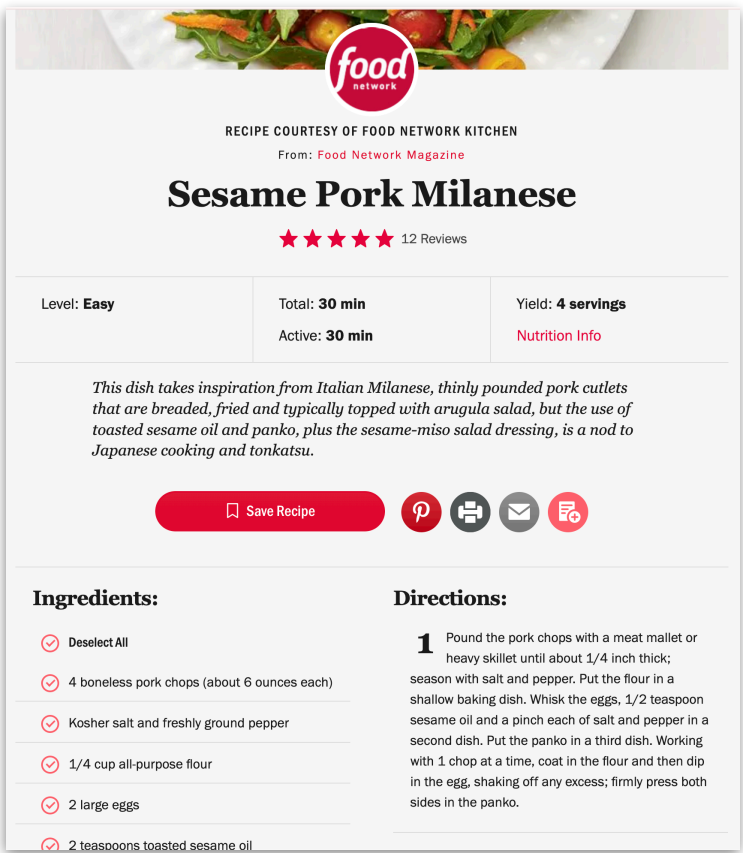 food
network
RECIPE COURTESY OF FOOD NETWORK KITCHEN
From: Food Network Magazine
Sesame Pork Milanese
12 Reviews
Level: Easy
Total: 30 min
Active: 30 min
Yield: 4 servings
Nutrition Info
This dish takes inspiration from Italian Milanese, thinly pounded pork cutlets
that are breaded, fried and typically topped with arugula salad, but the use of
toasted sesame oil and panko, plus the sesame-miso salad dressing, is a nod to
Japanese cooking and tonkatsu.
Save Recipe
Ingredients:
Deselect All
4 boneless pork chops (about 6 ounces each)
Kosher salt and freshly ground pepper
1/4 cup all-purpose flour
2 large eggs
2 teaspoons toasted sesame oil
Directions:
1 Pound the pork chops with a meat mallet or
heavy skillet until about 1/4 inch thick;
season with salt and pepper. Put the flour in a
shallow baking dish. Whisk the eggs, 1/2 teaspoon
sesame oil and a pinch each of salt and pepper in a
second dish. Put the panko in a third dish. Working
with 1 chop at a time, coat in the flour and then dip
in the egg, shaking off any excess; firmly press both
sides in the panko.